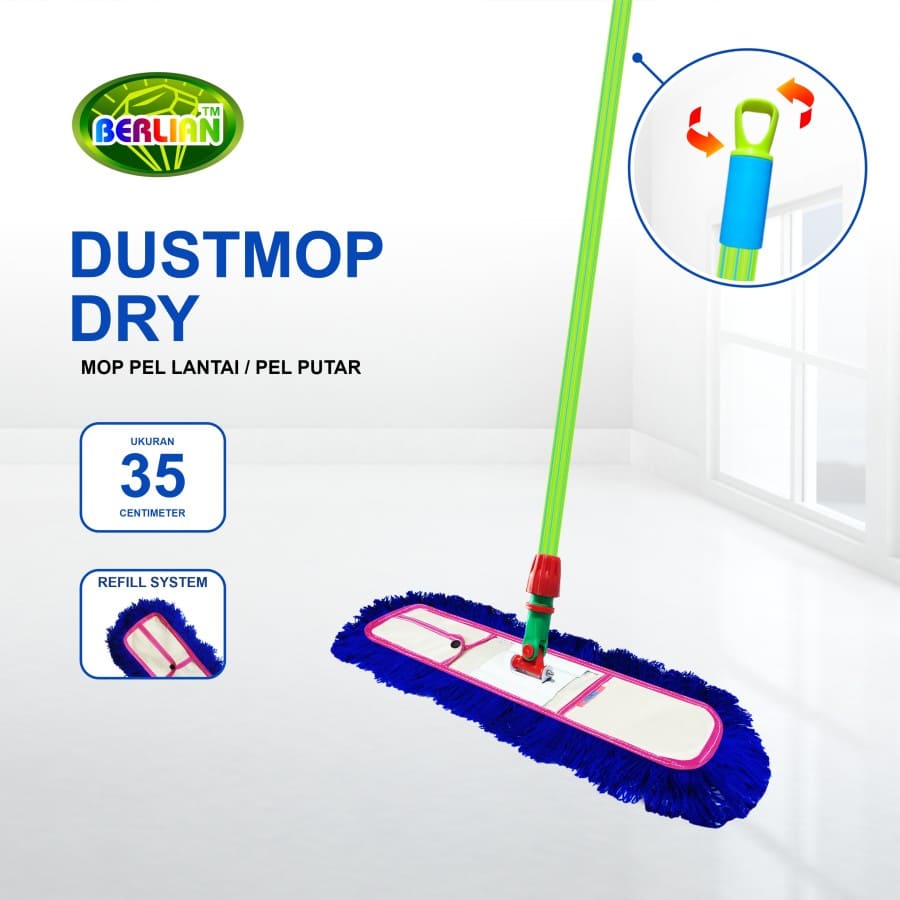 BERLIAN TM
DUSTMOP
DRY
MOP PEL LANTAI / PEL PUTAR
UKURAN
35
CENTIMETER
REFILL SYSTEM